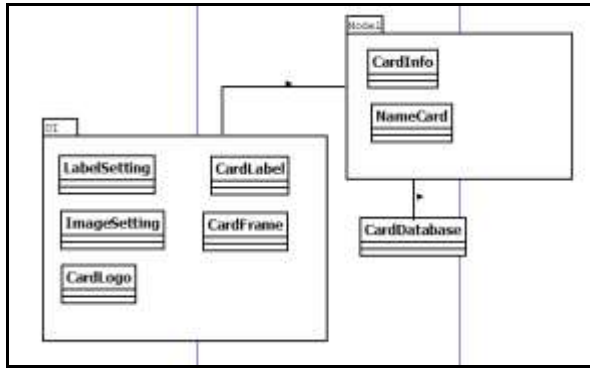 Model
CardInfo
NameCard
UI
LabelSetting
CardLabel
ImageSetting
CardFrame
CardLogo
CardDatabase